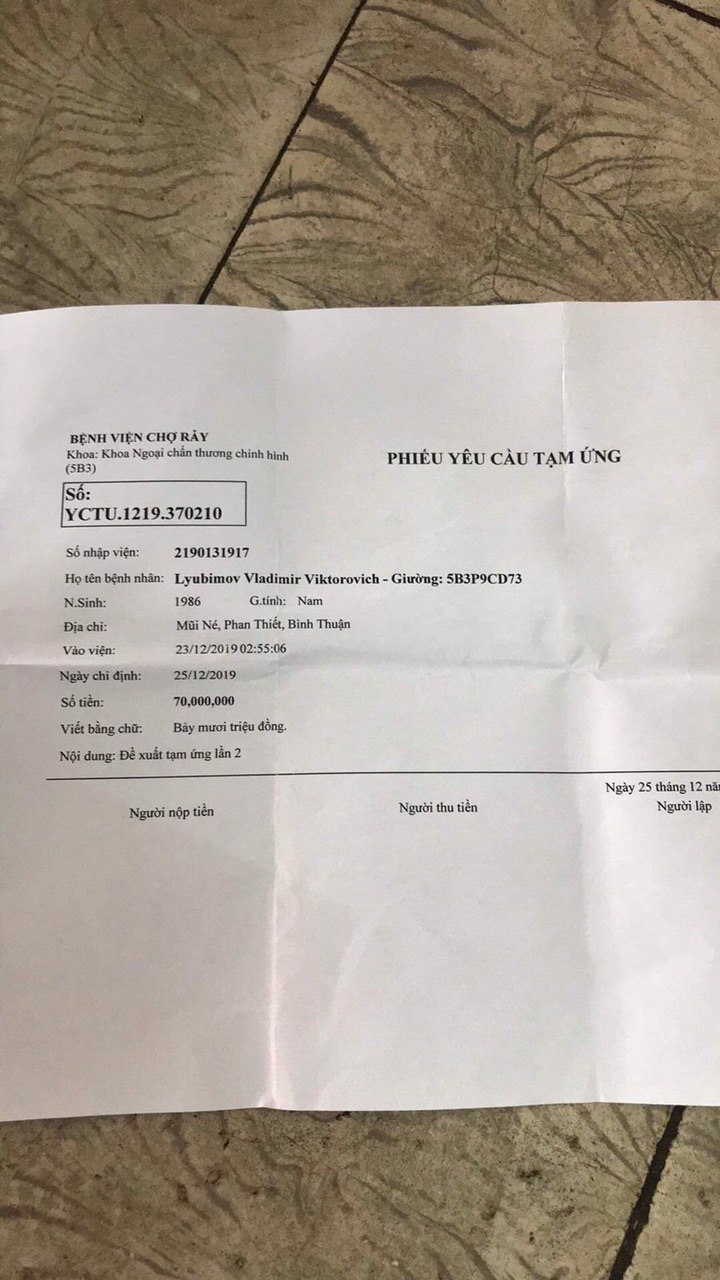 BỆNH VIỆN CHỢ RẪY
Khoa: Khoa Ngoại chấn thương chỉnh hình
(5B3)
PHIẾU YÊU CẦU TẠM ỨNG
Số:
YCTU.1219.370210
Số nhập viện: 2190131917
Họ tên bệnh nhân: Lyubimov Vladimir Viktorovich - Giường: 5B3P9CD73
N.Sinh: 1986 G.tính: Nam
Địa chỉ: Mũi Né, Phan Thiết, Bình Thuận
Vào viện: 23/12/2019 02:55:06
Ngày chỉ định: 25/12/2019
Số tiền: 70,000,000
Viết bằng chữ: Bảy mươi triệu đồng.
Nội dung: Đề xuất tạm ứng lần 2
Ngày 25 tháng 12 nă
Người nộp tiền Người thu tiền Người lập